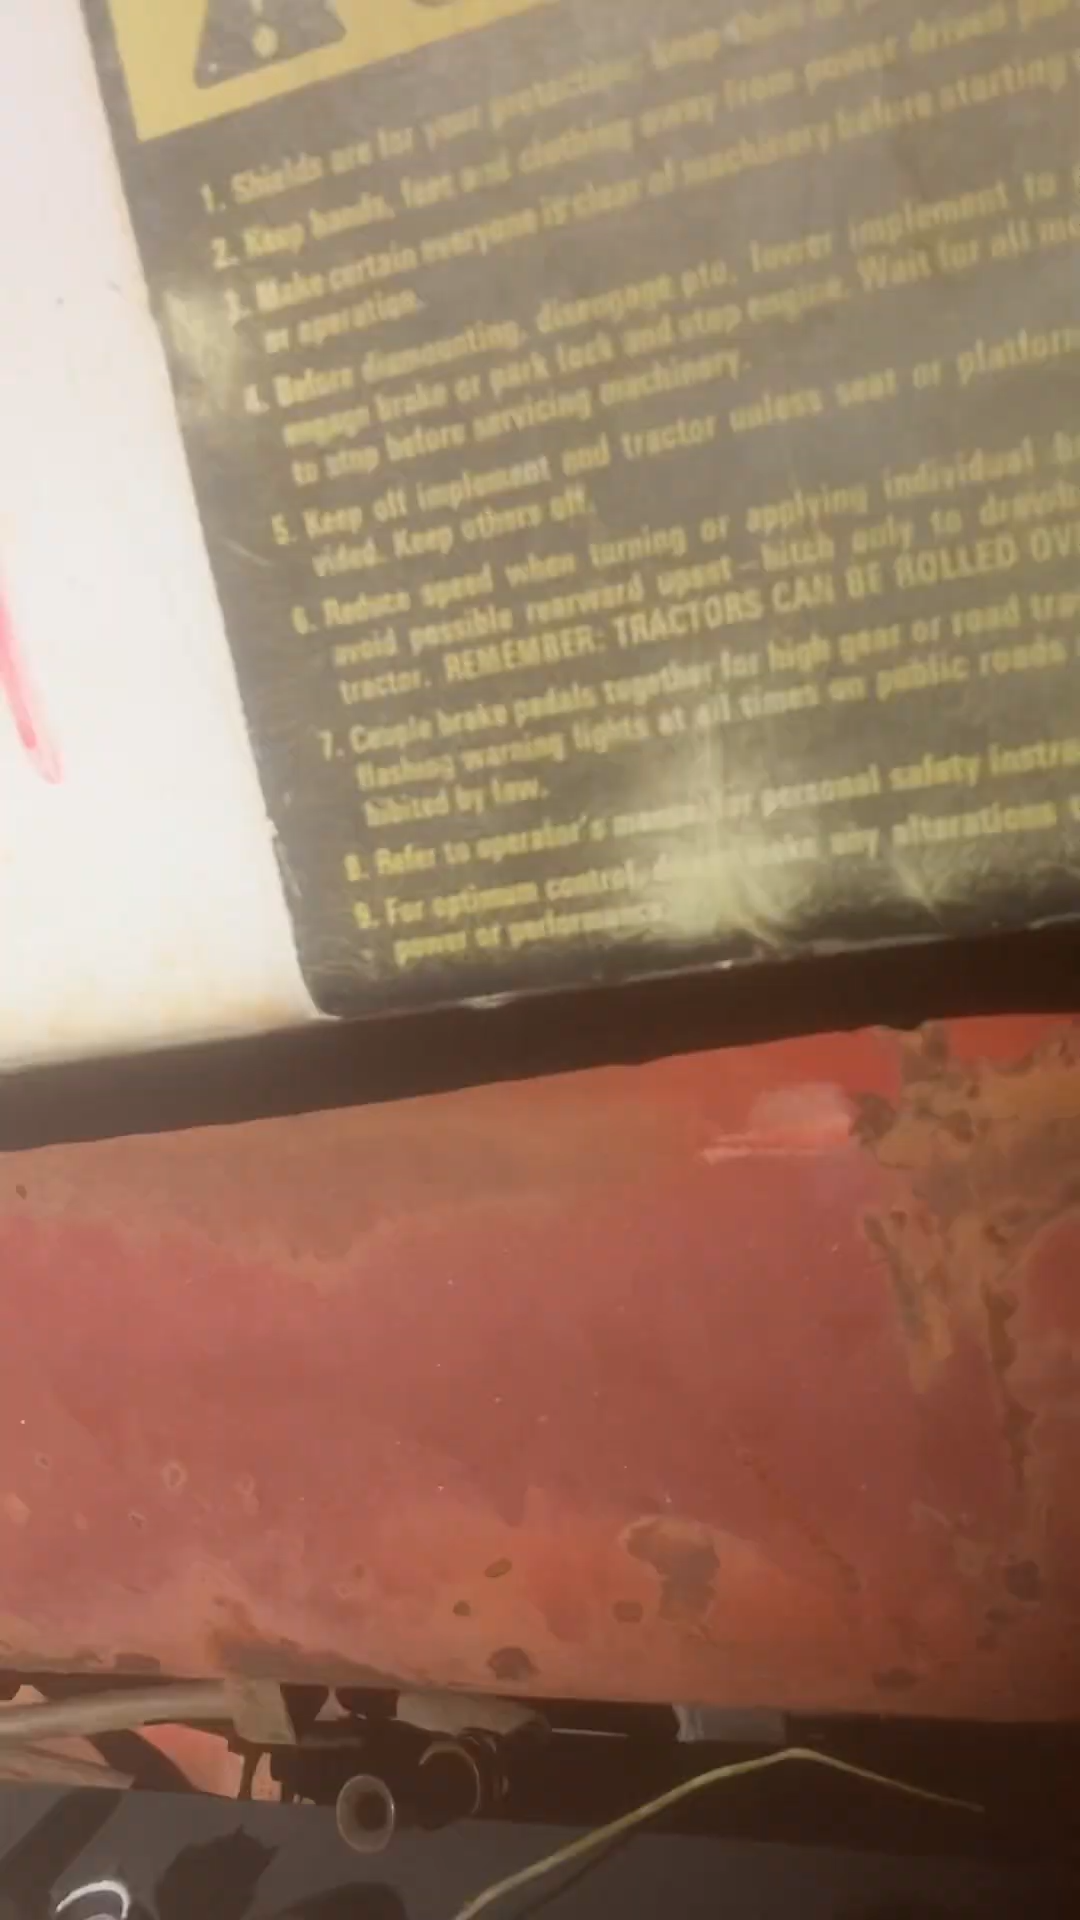 1. Shields are for your protection; keep them
2. Keep hands, feet and clothing away from power driven
3. Make certain everyone is clear of machinery before starting
or operation.
4. Before dismounting, disengage pto, lower implement to
engage brake or park lock and stop engine. Wait for all
to stop before servicing machinery.
5. Keep off implement and tractor unless seat or platform
vided. Keep others off.
6. Reduce speed when turning or applying individual
avoid possible rearward upset – hitch only to
tractor. REMEMBER: TRACTORS CAN BE ROLLED
7. Couple brake pedals together for high gear or road
flashing warning lights at all times on public roads
hibited by law.
8. Refer to operator's manual for personal safety
9. For optimum control, make any alterations
power or performance.